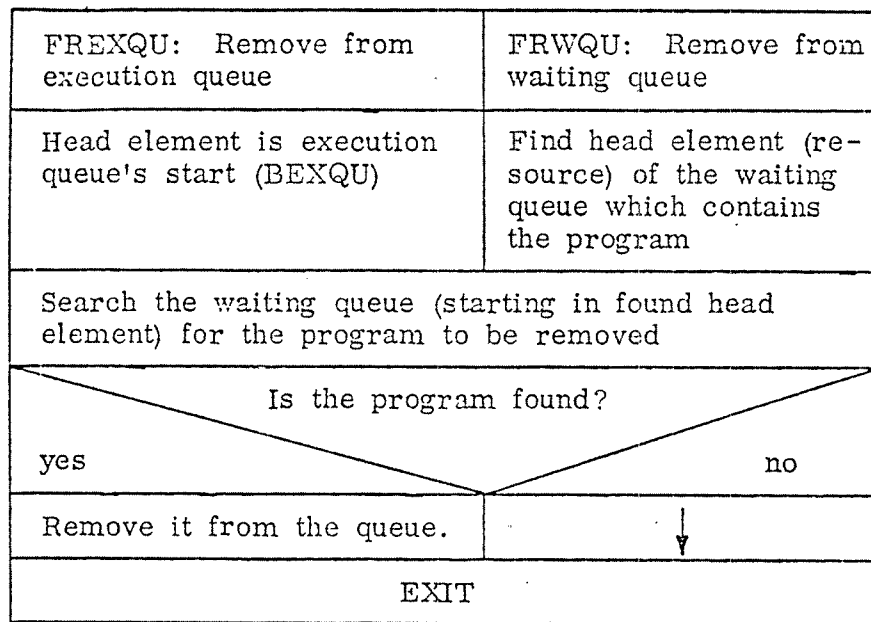 FREXQU: Remove from
execution queue
FRWQU: Remove from
waiting queue
Head element is execution
queue's start (BEXQU)
Find head element (re-
source) of the waiting
queue which contains
the program
Search the waiting queue (starting in found head
element) for the program to be removed
Is the program found?
yes
no
Remove it from the queue.
EXIT